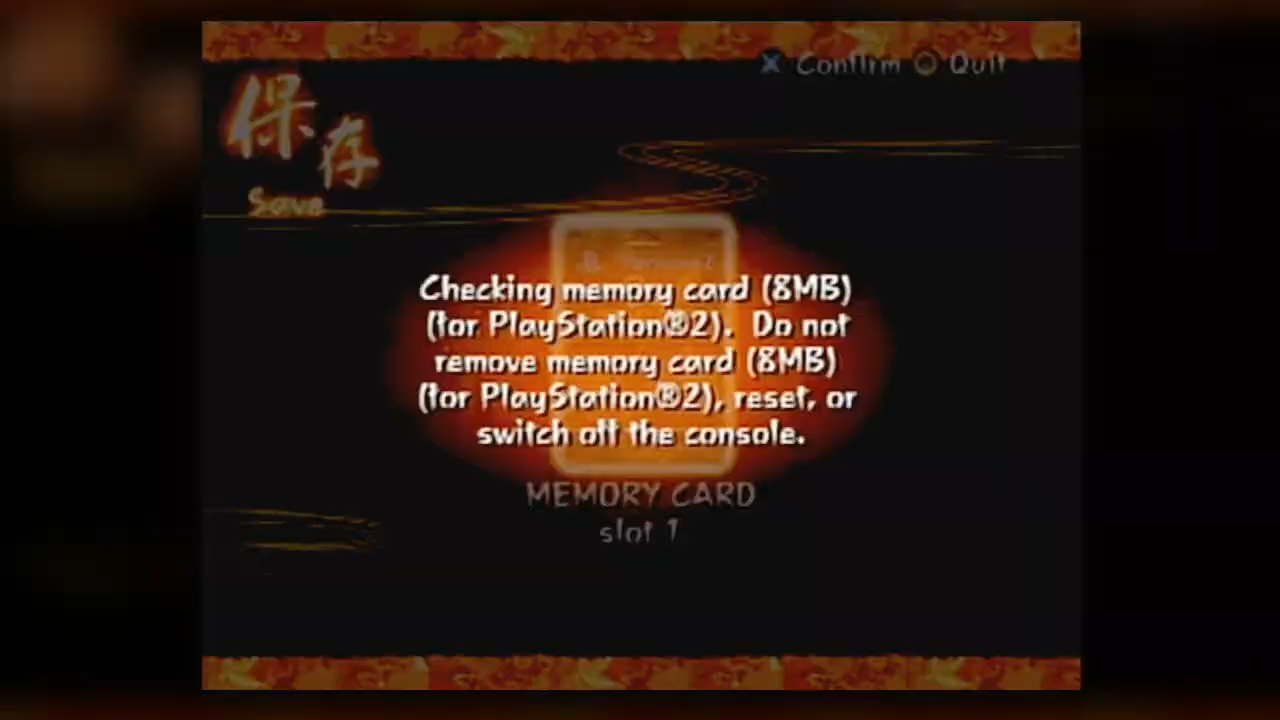 Confirm Quit
保存
Save
Checking memory card (8MB)
(for PlayStation®2). Do not
remove memory card (8MB)
(for PlayStation®2), reset, or
switch off the console.
MEMORY CARD
slot 1